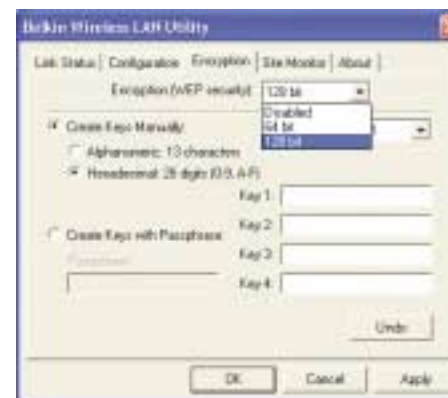 Belkin Wireless LAN Utility
Link Status Configuration Encryption Site Monitor About
Encryption (WEP security): 128 bit
Disabled
64 bit
128 bit
Create Keys Manually:
Alphanumeric: 13 characters
Hexadecimal: 26 digits (0-9, A-F)
Key 1:
Key 2:
Create Keys with Passphrase
Key 3:
Passphrase:
Key 4:
Undo
OK Cancel Apply